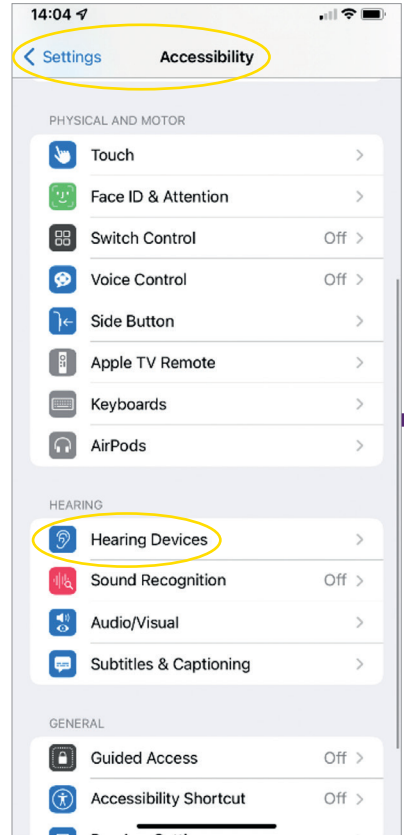 14:04
Settings Accessibility
PHYSICAL AND MOTOR
Touch
Face ID & Attention
Switch Control Off
Voice Control Off
Side Button
Apple TV Remote
Keyboards
AirPods
HEARING
Hearing Devices
Sound Recognition Off
Audio/Visual
Subtitles & Captioning
GENERAL
Guided Access Off
Accessibility Shortcut Off